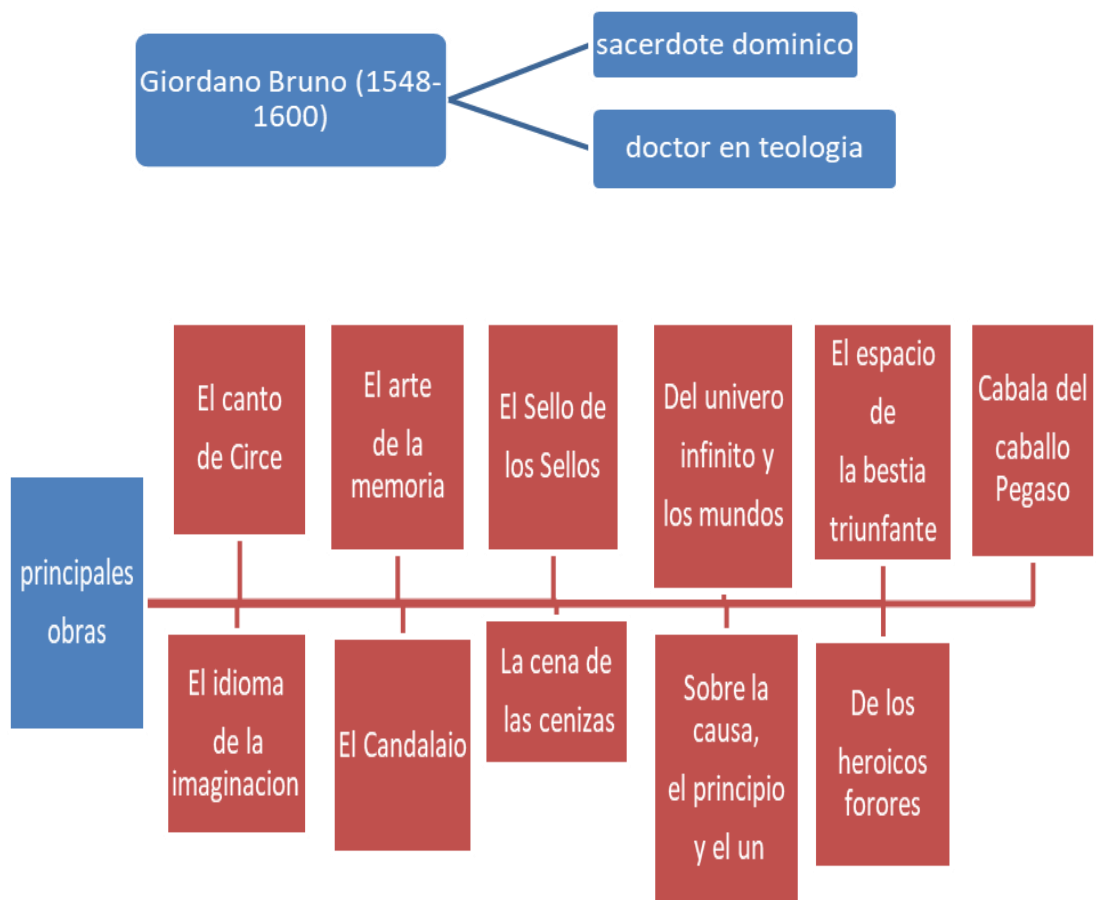 Giordano Bruno (1548-
1600)
sacerdote dominico
doctor en teologia
principales
obras
El canto
de Circe
El arte
de la
memoria
El Sello de
los Sellos
Del univero
infinito y
los mundos
El espacio
de
la bestia
triunfante
Cabala del
caballo
Pegaso
El idioma
de la
imaginacion
El Candalaio
La cena de
las cenizas
Sobre la
causa,
el principio
y el un
De los
heroicos
forores